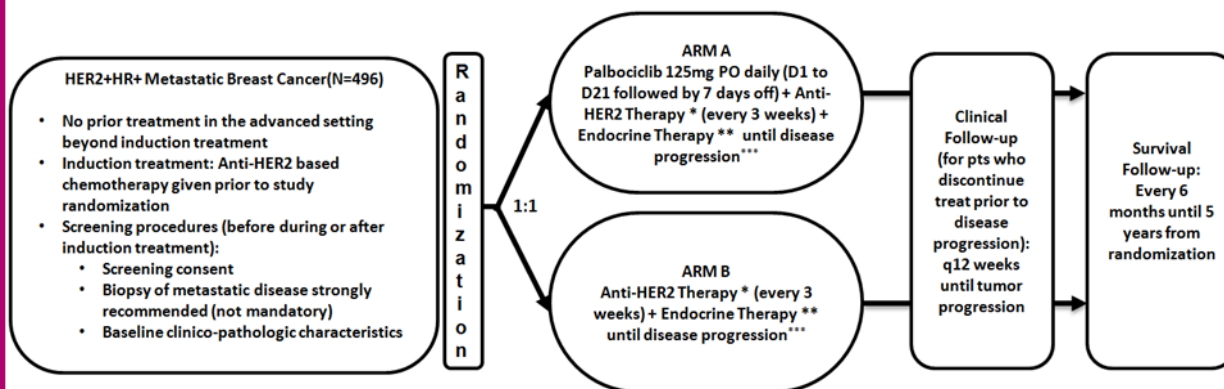 HER2+HR+ Metastatic Breast Cancer(N=496)
• No prior treatment in the advanced setting
beyond induction treatment
• Induction treatment: Anti-HER2 based
chemotherapy given prior to study
randomization
• Screening procedures (before during or after
induction treatment):
• Screening consent
• Biopsy of metastatic disease strongly
recommended (not mandatory)
• Baseline clinico-pathologic characteristics
Randomization
1:1
ARM A
Palbociclib 125mg PO daily (D1 to
D21 followed by 7 days off) + Anti-
HER2 Therapy * (every 3 weeks) +
Endocrine Therapy ** until disease
progression***
ARM B
Anti-HER2 Therapy * (every 3
weeks) + Endocrine Therapy **
until disease progression***
Clinical
Follow-up
(for pts who
discontinue
treat prior to
disease
progression):
q12 weeks
until tumor
progression
Survival
Follow-up:
Every 6
months until 5
years from
randomization